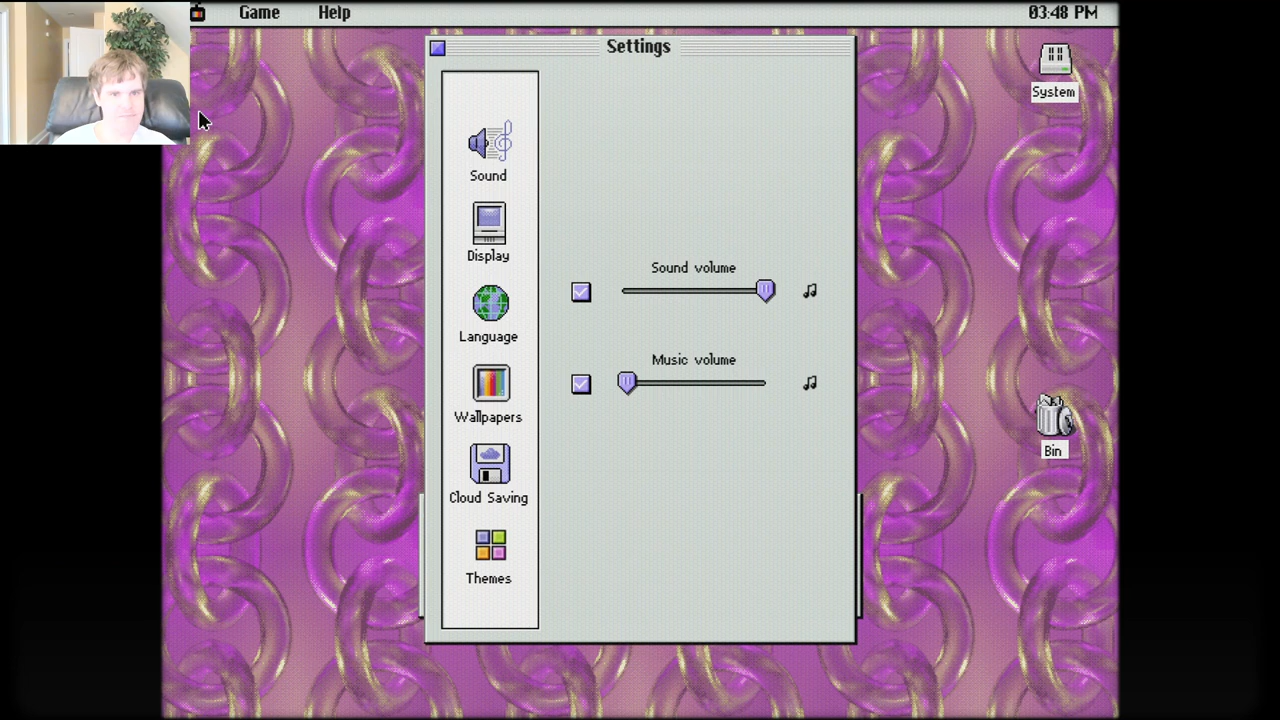 Game Help 03:48 PM
Settings
System
Sound
Display
Sound volume
Language
Music volume
Wallpapers
Bin
Cloud Saving
Themes